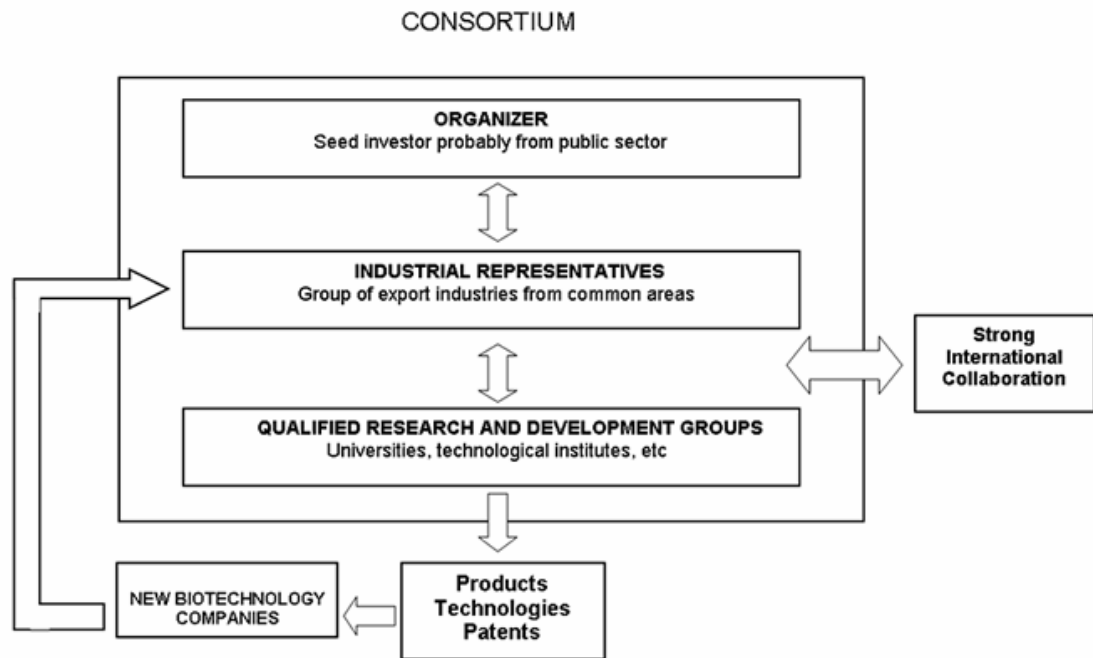 CONSORTIUM
ORGANIZER
Seed investor probably from public sector
INDUSTRIAL REPRESENTATIVES
Group of export industries from common areas
Strong
International
Collaboration
QUALIFIED RESEARCH AND DEVELOPMENT GROUPS
Universities, technological institutes, etc
Products
Technologies
Patents
NEW BIOTECHNOLOGY
COMPANIES